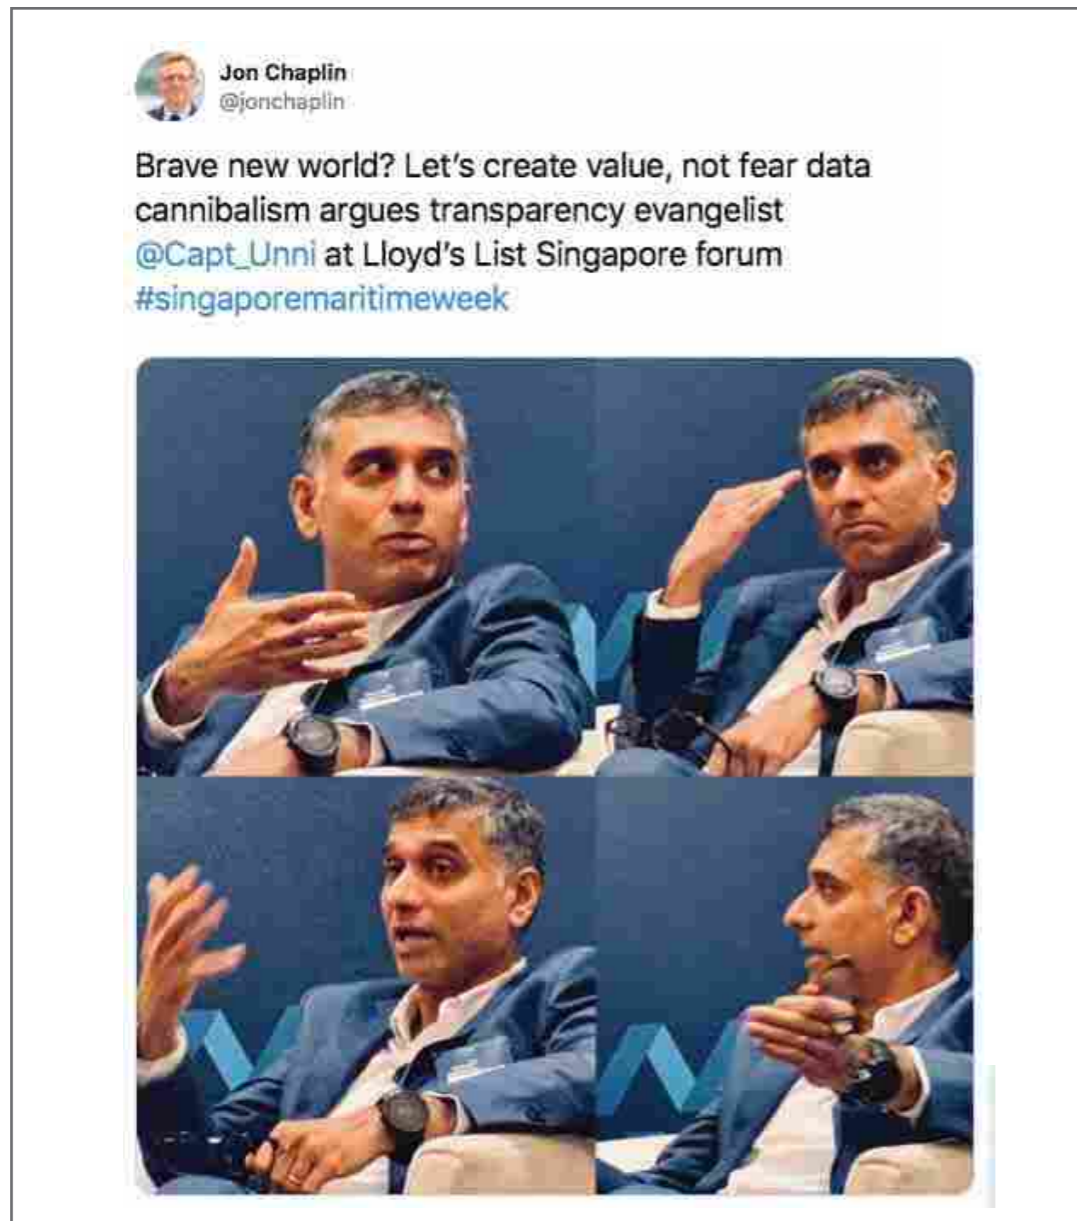 Jon Chaplin
@jonchaplin
Brave new world? Let's create value, not fear data
cannibalism argues transparency evangelist
@Capt_Unni at Lloyd's List Singapore forum
#singaporemaritimeweek